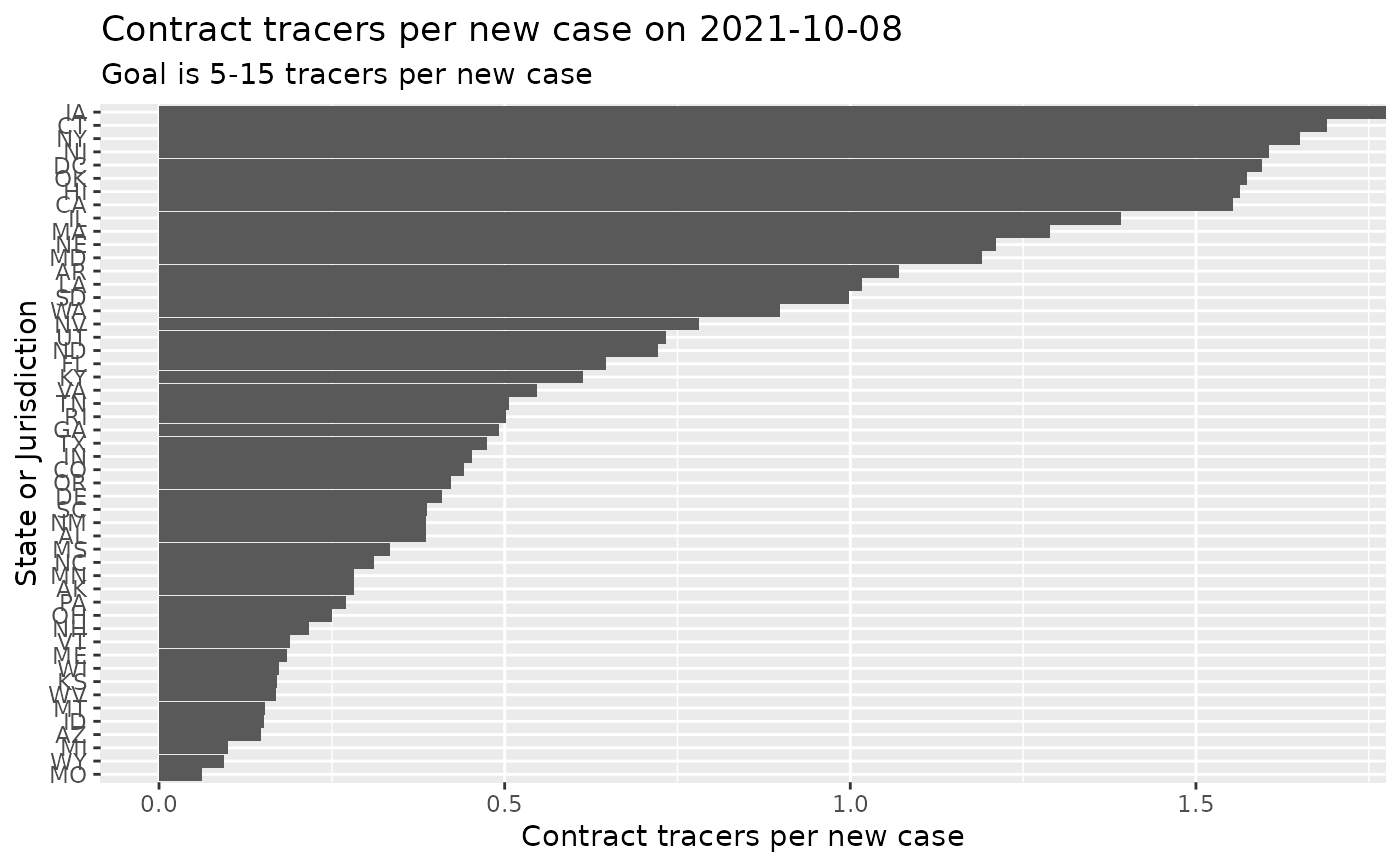 Contract tracers per new case on 2021-10-08
Goal is 5-15 tracers per new case
State or Jurisdiction
IA
CT
NY
NJ
DC
OK
HI
CA
IL
MA
NE
MD
AR
LA
SD
WA
NV
UT
ND
FL
KY
VA
TN
RI
GA
TX
IN
CO
OR
DE
SC
NM
AL
MS
NC
MN
AK
PA
OH
NH
VT
ME
WI
KS
WV
MT
ID
AZ
MI
WY
MO
0.0 0.5 1.0 1.5
Contract tracers per new case